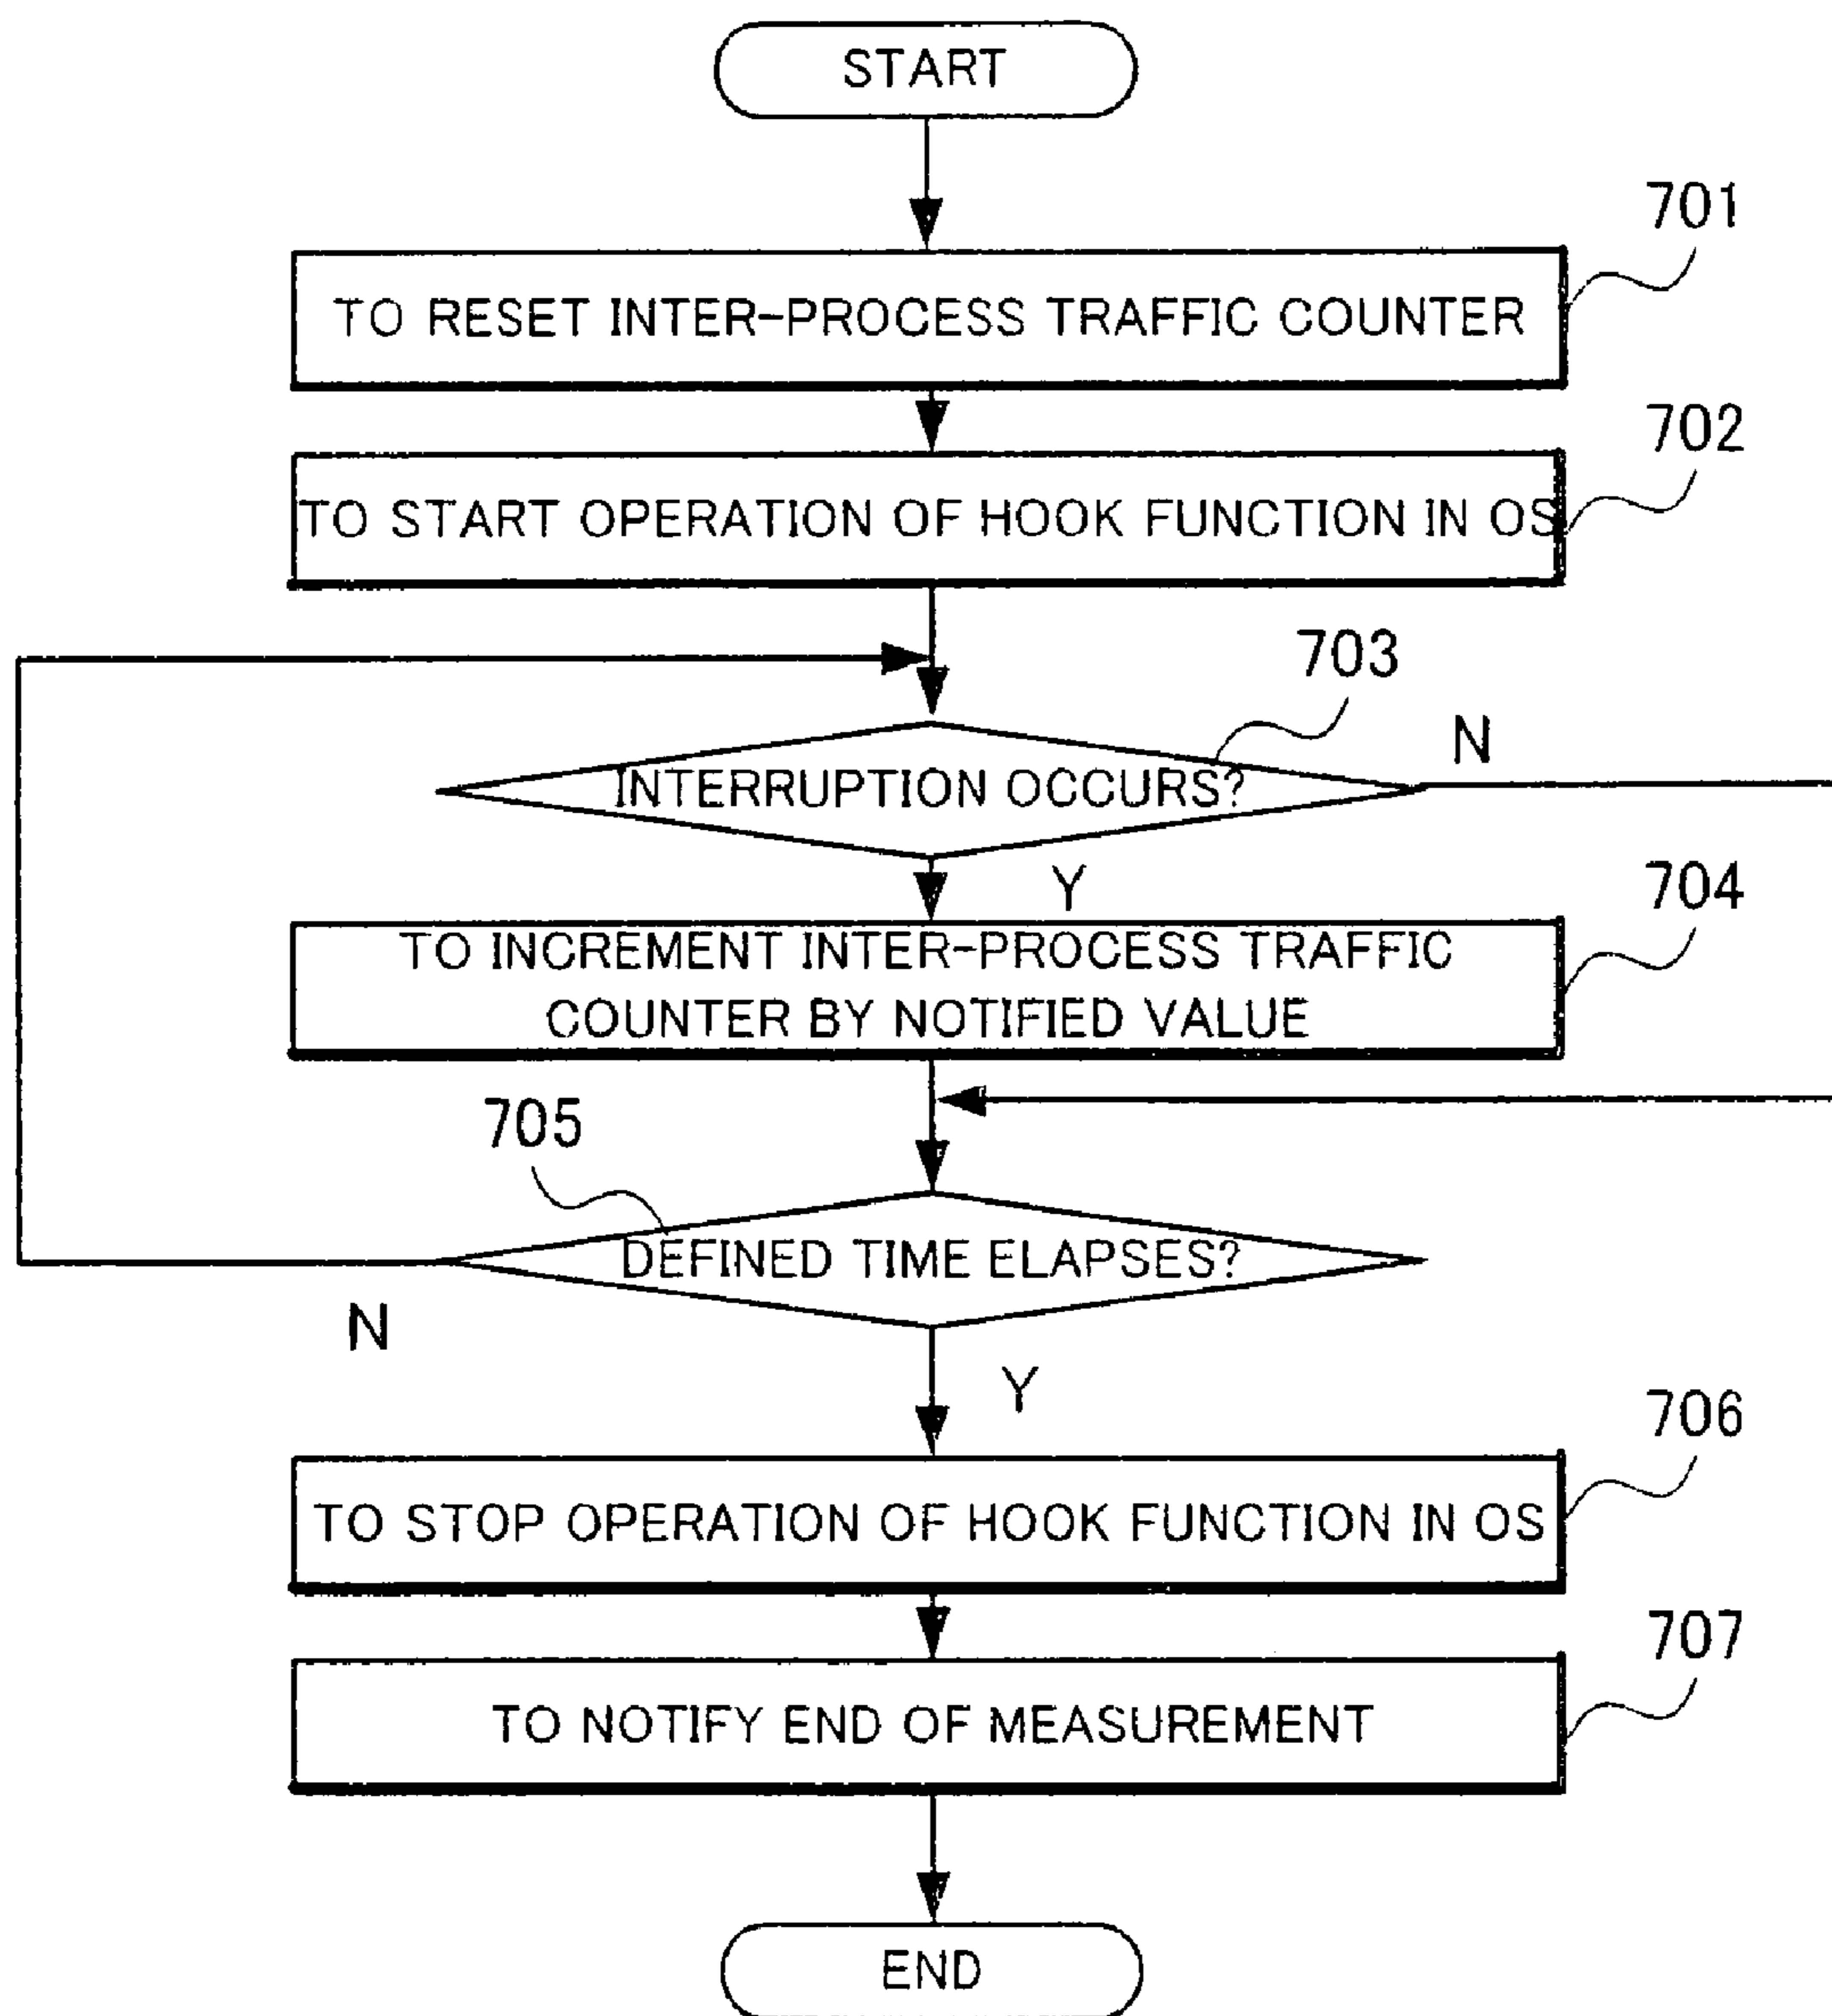 START
701
TO RESET INTER-PROCESS TRAFFIC COUNTER
702
TO START OPERATION OF HOOK FUNCTION IN OS
703
N
INTERRUPTION OCCURS?
Y
704
TO INCREMENT INTER-PROCESS TRAFFIC
COUNTER BY NOTIFIED VALUE
705
DEFINED TIME ELAPSES?
N
Y
706
TO STOP OPERATION OF HOOK FUNCTION IN OS
707
TO NOTIFY END OF MEASUREMENT
END